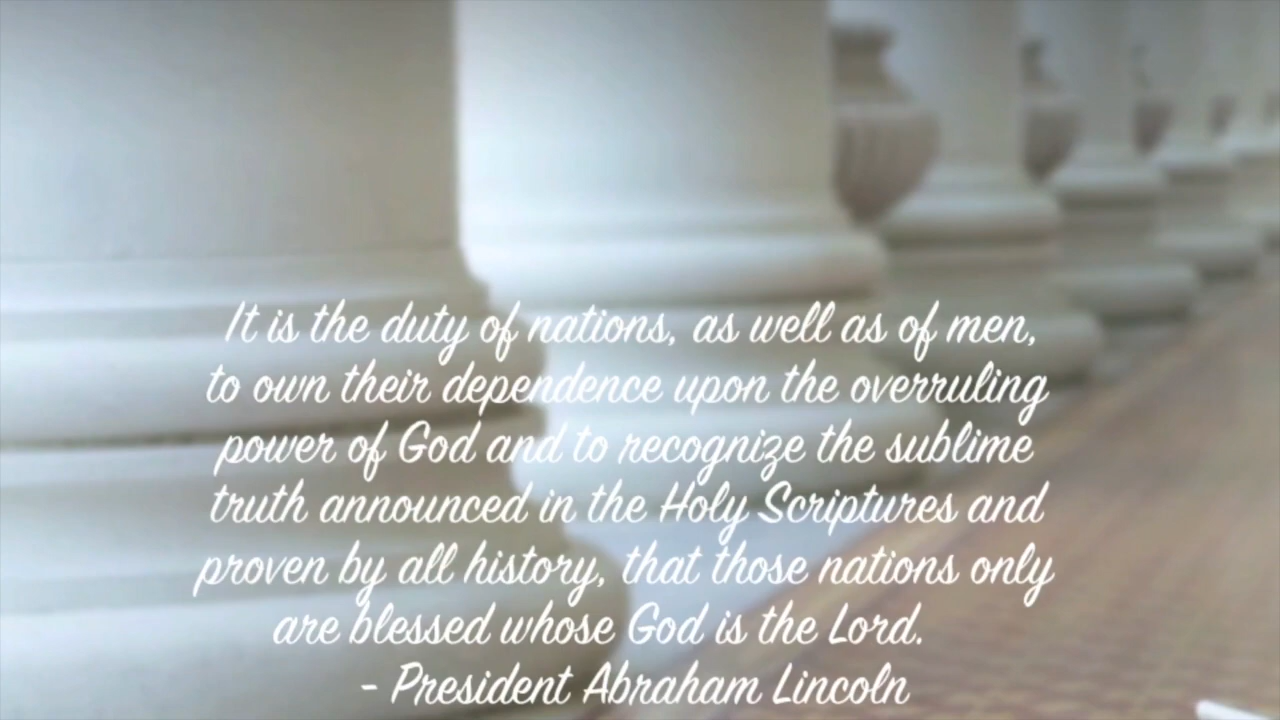 It is the duty of nations, as well as of men,
to own their dependence upon the overruling
power of God and to recognize the sublime
truth announced in the Holy Scriptures and
proven by all history, that those nations only
are blessed whose God is the Lord.
- President Abraham Lincoln